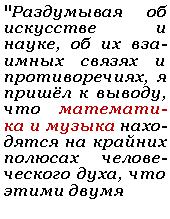 "Раздумывая об
искусстве и
науке, об их вза-
имных связях и
противоречиях, я
пришёл к выводу,
что математи-
ка и музыка нахо-
дятся на крайних
полюсах челове-
ческого духа, что
этими двумя